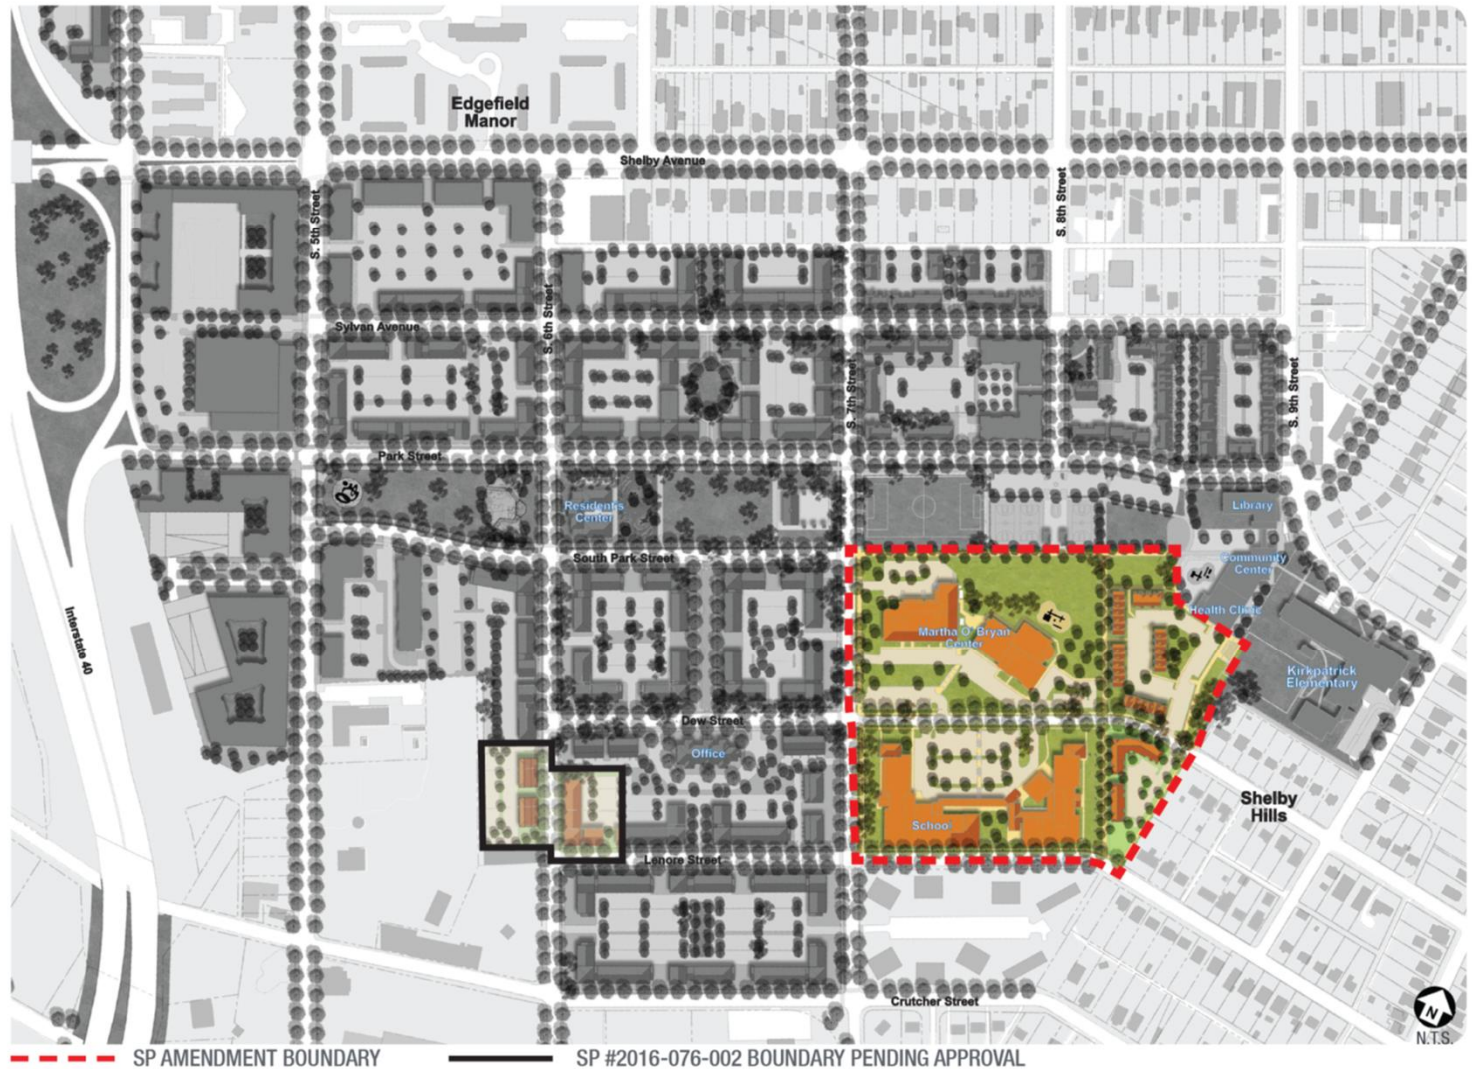 Edgefield
Manor
Shelby Avenue
S. 5th Street
S. 8th Street
S. 6th Street
Sylvan Avenue
S. 7th Street
S. 9th Street
Park Street
Resident's
Center
Library
South Park Street
Community
Center
Health Clinic
Interstate 40
Martha O' Bryan
Center
Kirkpatrick
Elementary
Dew Street
Office
Shelby
Hills
School
Lenore Street
Crutcher Street
N
N.T.S.
SP AMENDMENT BOUNDARY
SP #2016-076-002 BOUNDARY PENDING APPROVAL